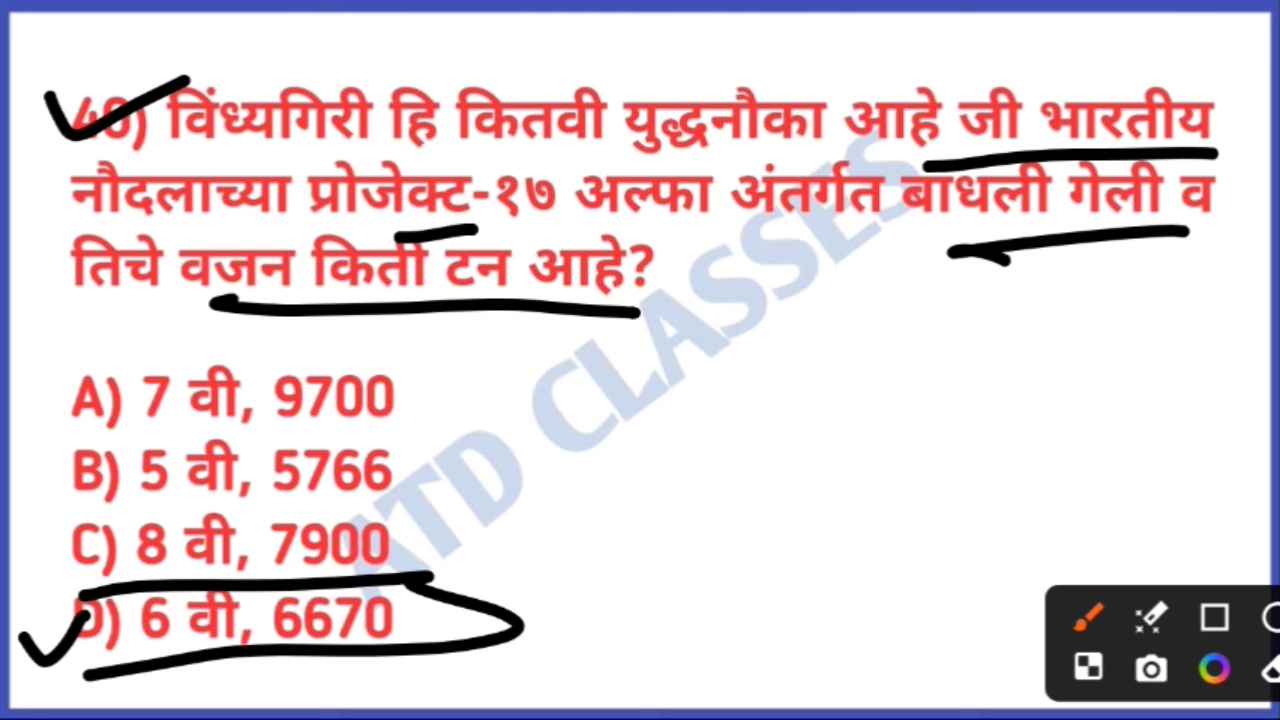 48) विंध्यगिरी हि कितवी युद्धनौका आहे जी भारतीय
नौदलाच्या प्रोजेक्ट-१७ अल्फा अंतर्गत बांधली गेली व
तिचे वजन किती टन आहे?
A) 7 वी, 9700
B) 5 वी, 5766
C) 8 वी, 7900
D) 6 वी, 6670
ATD CLASSES